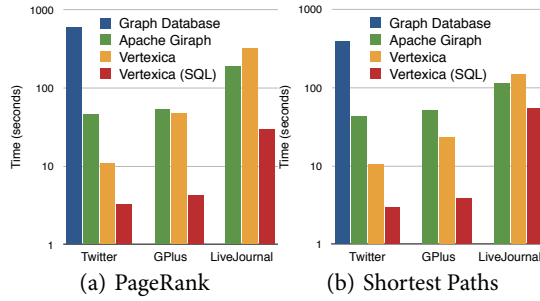 1000
100
10
1
Time (seconds)
Graph Database
Apache Giraph
Vertexica
Vertexica (SQL)
Twitter GPlus LiveJournal
(a) PageRank
1000
100
10
1
Time (seconds)
Graph Database
Apache Giraph
Vertexica
Vertexica (SQL)
Twitter GPlus LiveJournal
(b) Shortest Paths